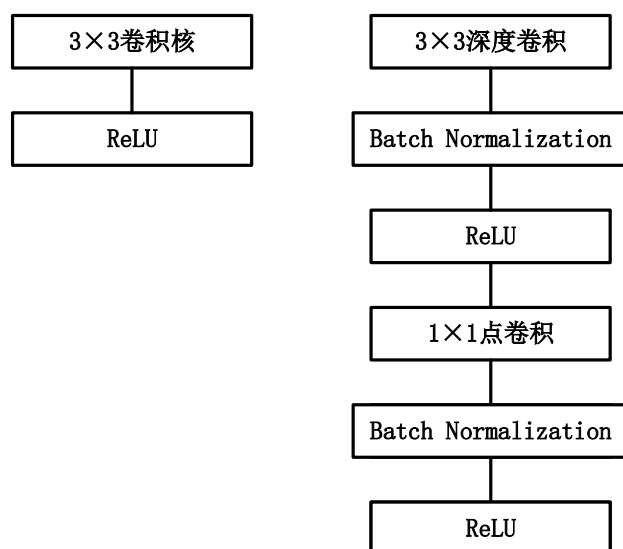 3×3卷积核
ReLU
3×3深度卷积
Batch Normalization
ReLU
1×1点卷积
Batch Normalization
ReLU